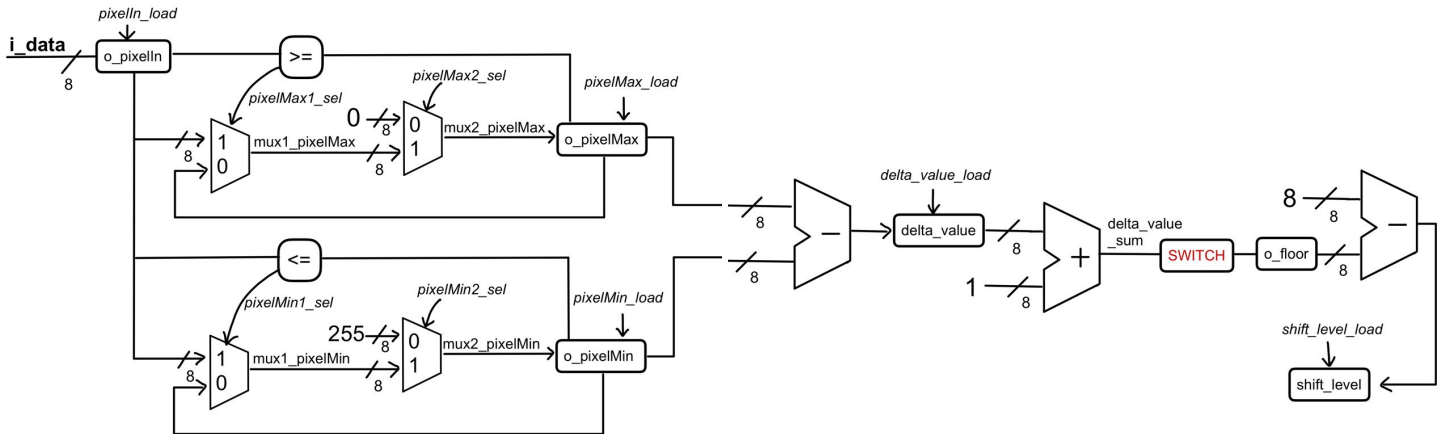 pixelIn_load
i_data
8
o_pixelIn
>=
pixelMax1_sel
pixelMax2_sel
pixelMax_load
8
1
0
mux1_pixelMax
0
8
8
0
1
mux2_pixelMax
o_pixelMax
<=
pixelMin1_sel
pixelMin2_sel
pixelMin_load
8
1
0
mux1_pixelMin
255
8
8
0
1
mux2_pixelMin
o_pixelMin
8
8
−
delta_value_load
delta_value
8
1
8
+
delta_value
_sum
SWITCH
o_floor
8
8
8
−
shift_level_load
shift_level